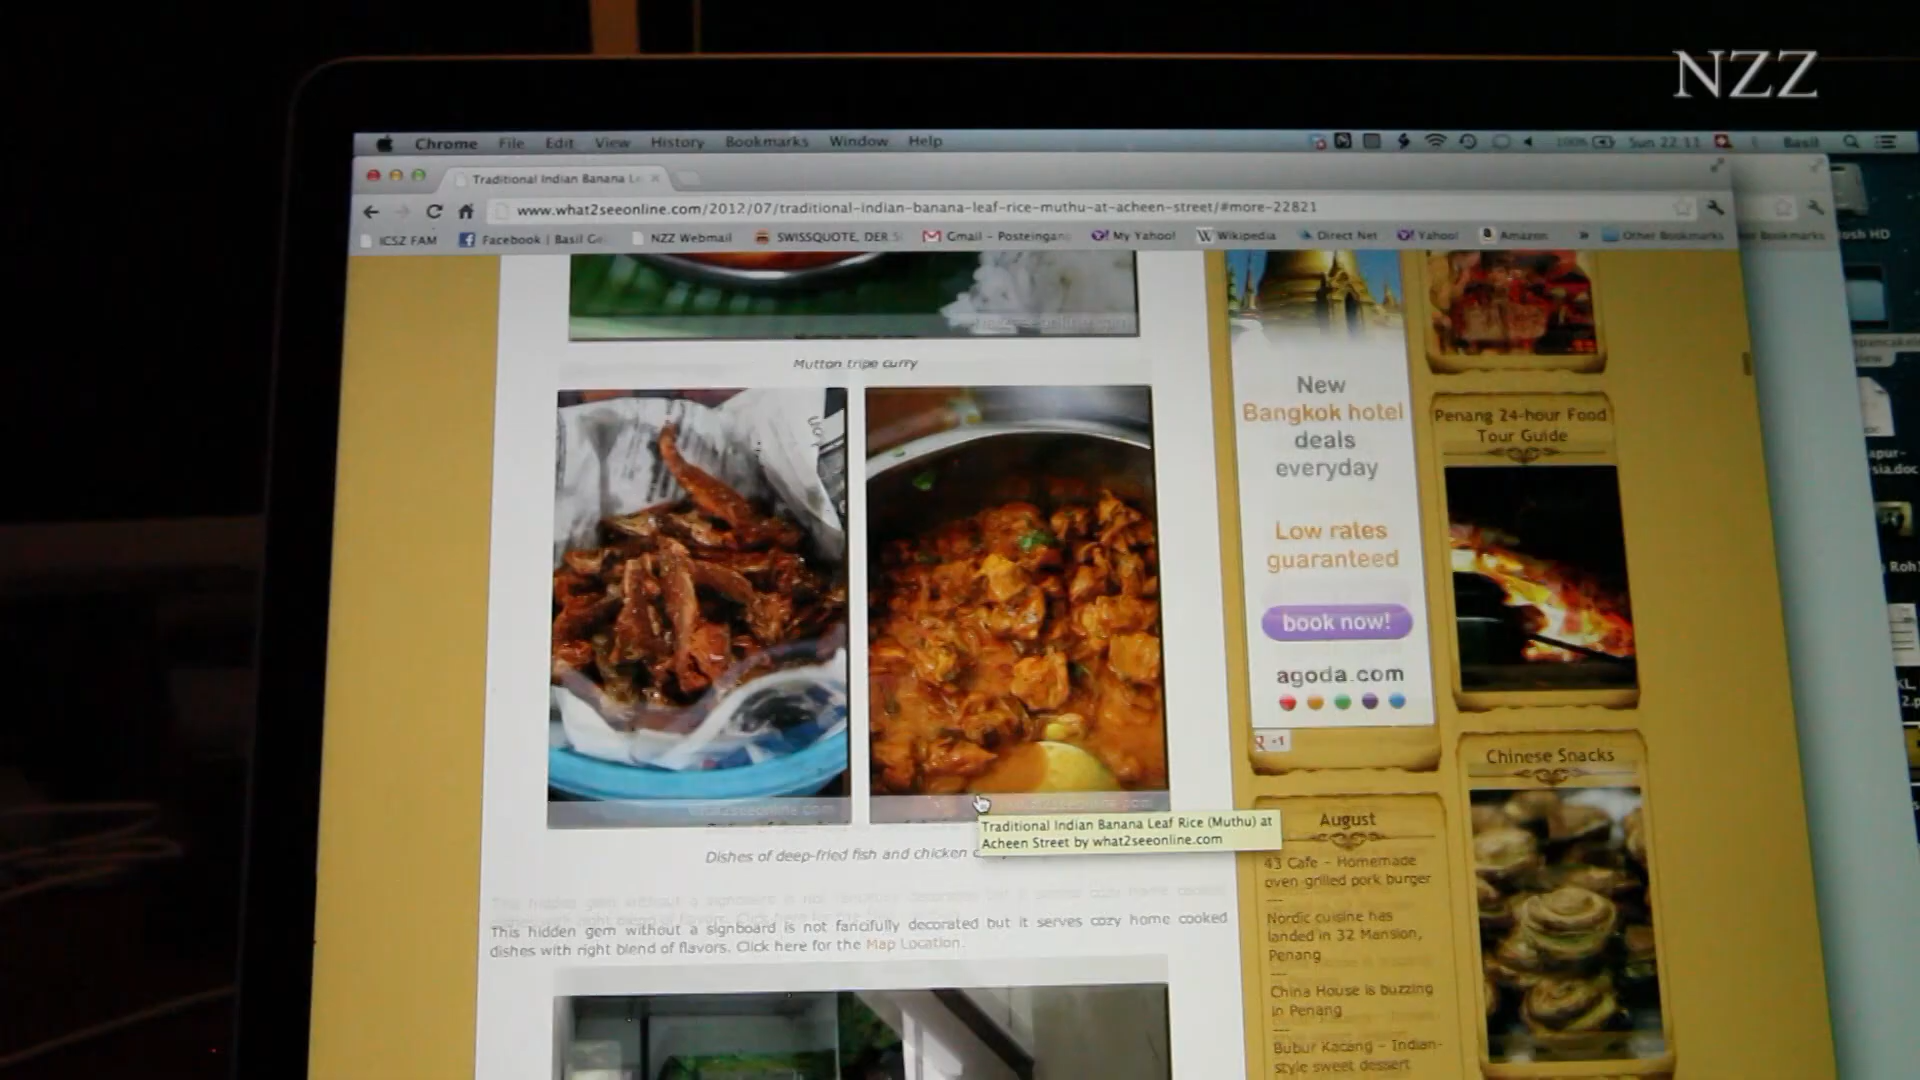 NZZ
Chrome File Edit View History Bookmarks Window Help
Sun 22:11 Basil
Traditional Indian Banana Le
www.what2seeonline.com/2012/07/traditional-indian-banana-leaf-rice-muthu-at-acheen-street/#more-22821
ICSZ FAM Facebook | Basil Ge NZZ Webmail SWISSQUOTE, DER S Gmail - Posteingang My Yahoo! Wikipedia Direct Net Yahoo! Amazon » Other Bookmarks
Mutton tripe curry
Dishes of deep-fried fish and chicken
Traditional Indian Banana Leaf Rice (Muthu) at
Acheen Street by what2seeonline.com
This hidden gem without a signboard is not fancifully decorated but it serves cozy home cooked
dishes with right blend of flavors. Click here for the Map Location.
New
Bangkok hotel
deals
everyday
Low rates
guaranteed
book now!
agoda.com
+1
August
43 Cafe - Homemade
oven-grilled pork burger
---
Nordic cuisine has
landed in 32 Mansion,
Penang
---
China House is buzzing
in Penang
---
Bubur Kacang - Indian-
style sweet dessert
Penang 24-hour Food
Tour Guide
Chinese Snacks